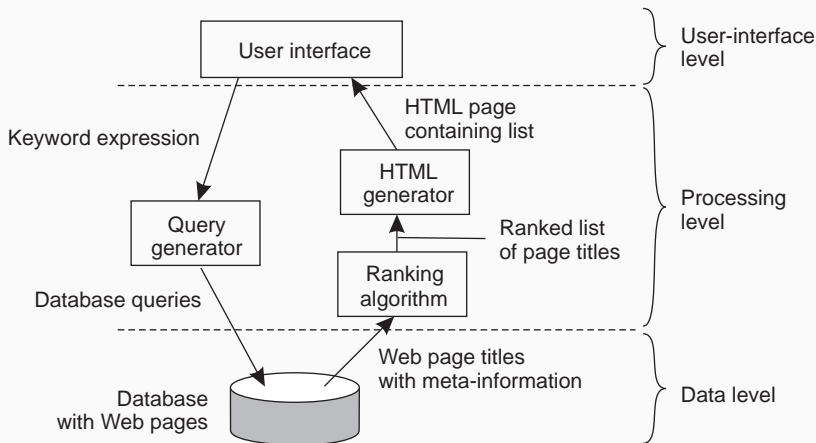 User interface
User-interface
level
Keyword expression
HTML page
containing list
HTML
generator
Processing
level
Query
generator
Ranked list
of page titles
Ranking
algorithm
Database queries
Web page titles
with meta-information
Database
with Web pages
Data level